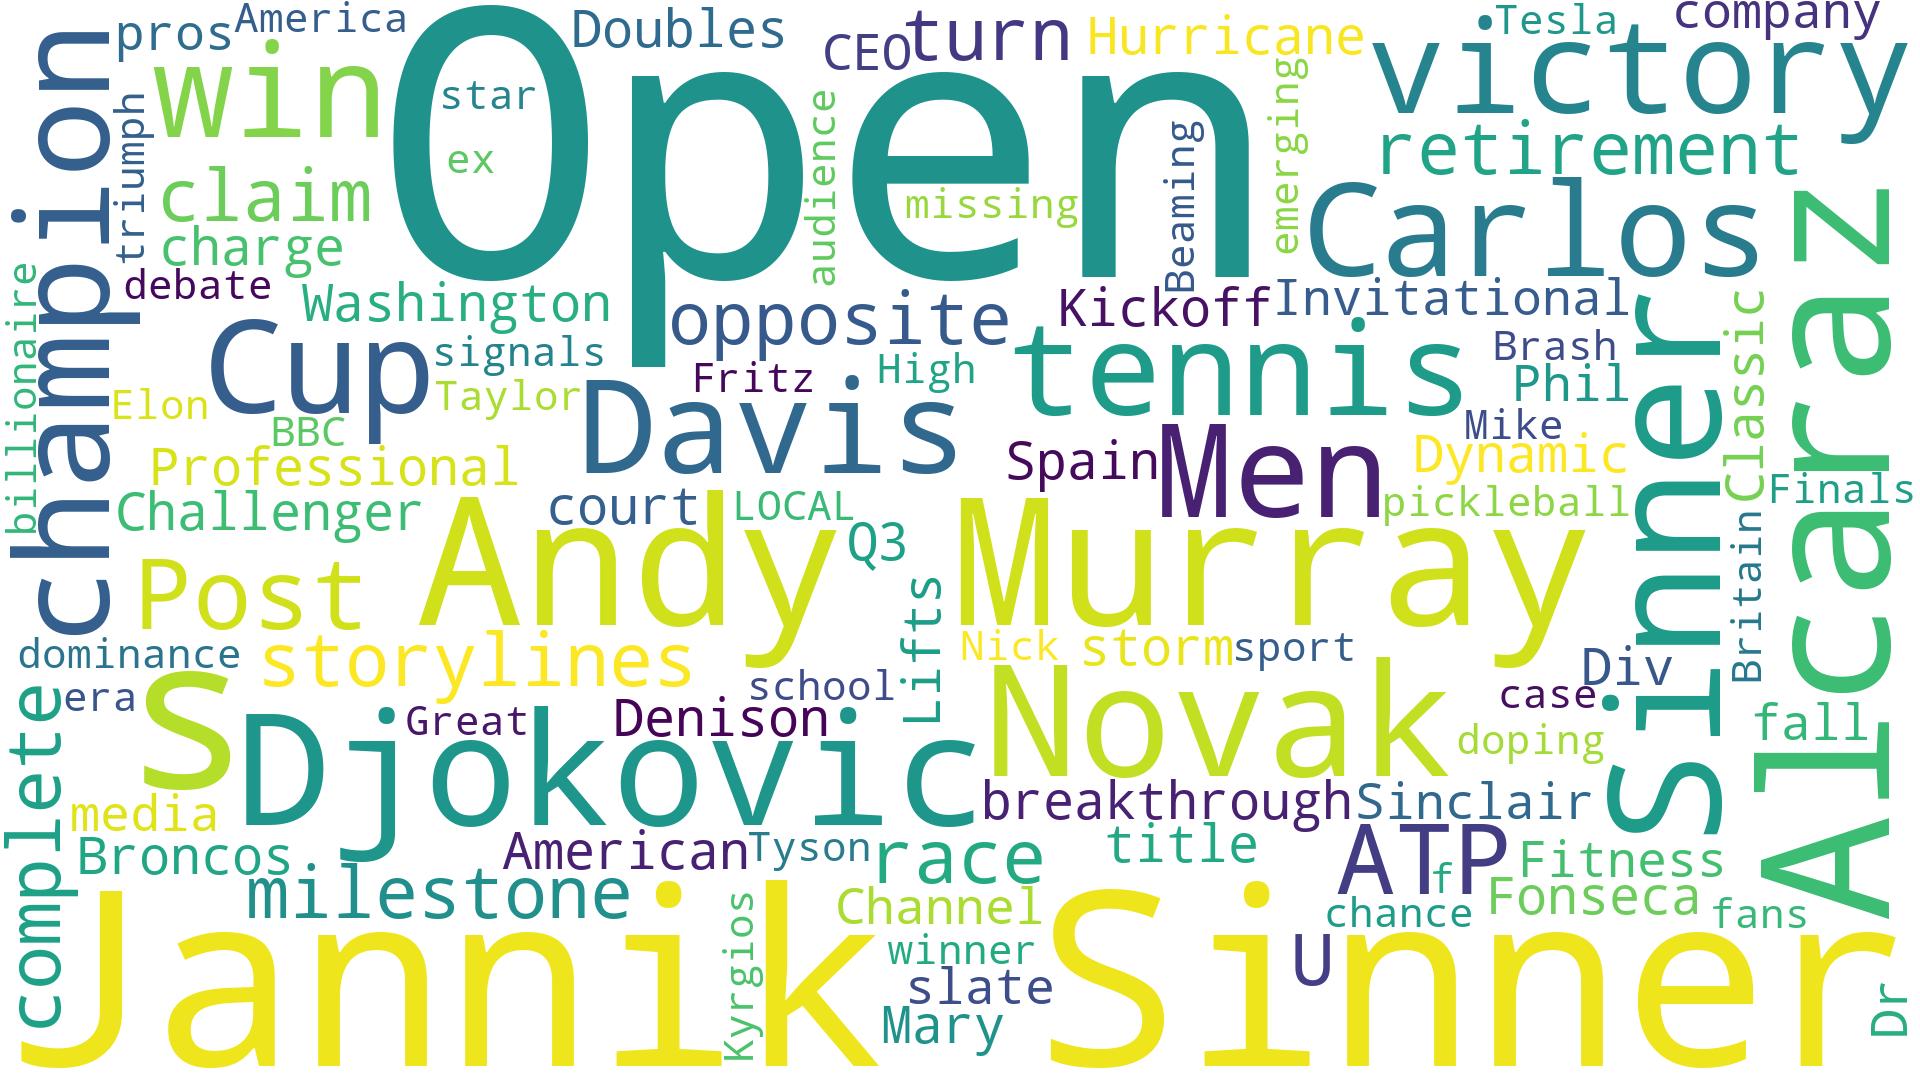 pros
America
Open
Doubles
CEO
turn
Hurricane
Tesla
company
victory
win
star
ex
audience
missing
Beaming
emerging
retirement
champion
triumph
claim
charge
debate
Washington
Carlos
Alcaraz
opposite
Kickoff
Invitational
billionaire
Cup
signals
Elon
Taylor
BBC
Fritz
High
Davis
tennis
Brash
Phil
Mike
Classic
Sinner
Professional
Challenger
court
LOCAL
Q3
Spain
Men
Dynamic
pickleball
Finals
Post
Andy
Murray
Lifts
Britain
dominance
era
storylines
Nick
storm
sport
Div
school
case
complete
S
Djokovic
Great
Denison
Novak
doping
fall
media
Broncos
breakthrough
Sinclair
American
Tyson
race
title
ATP
f
Fitness
Fonseca
milestone
Channel
chance
fans
Jannik Sinner
Kyrgios
winner
slate
Mary
U
Dr